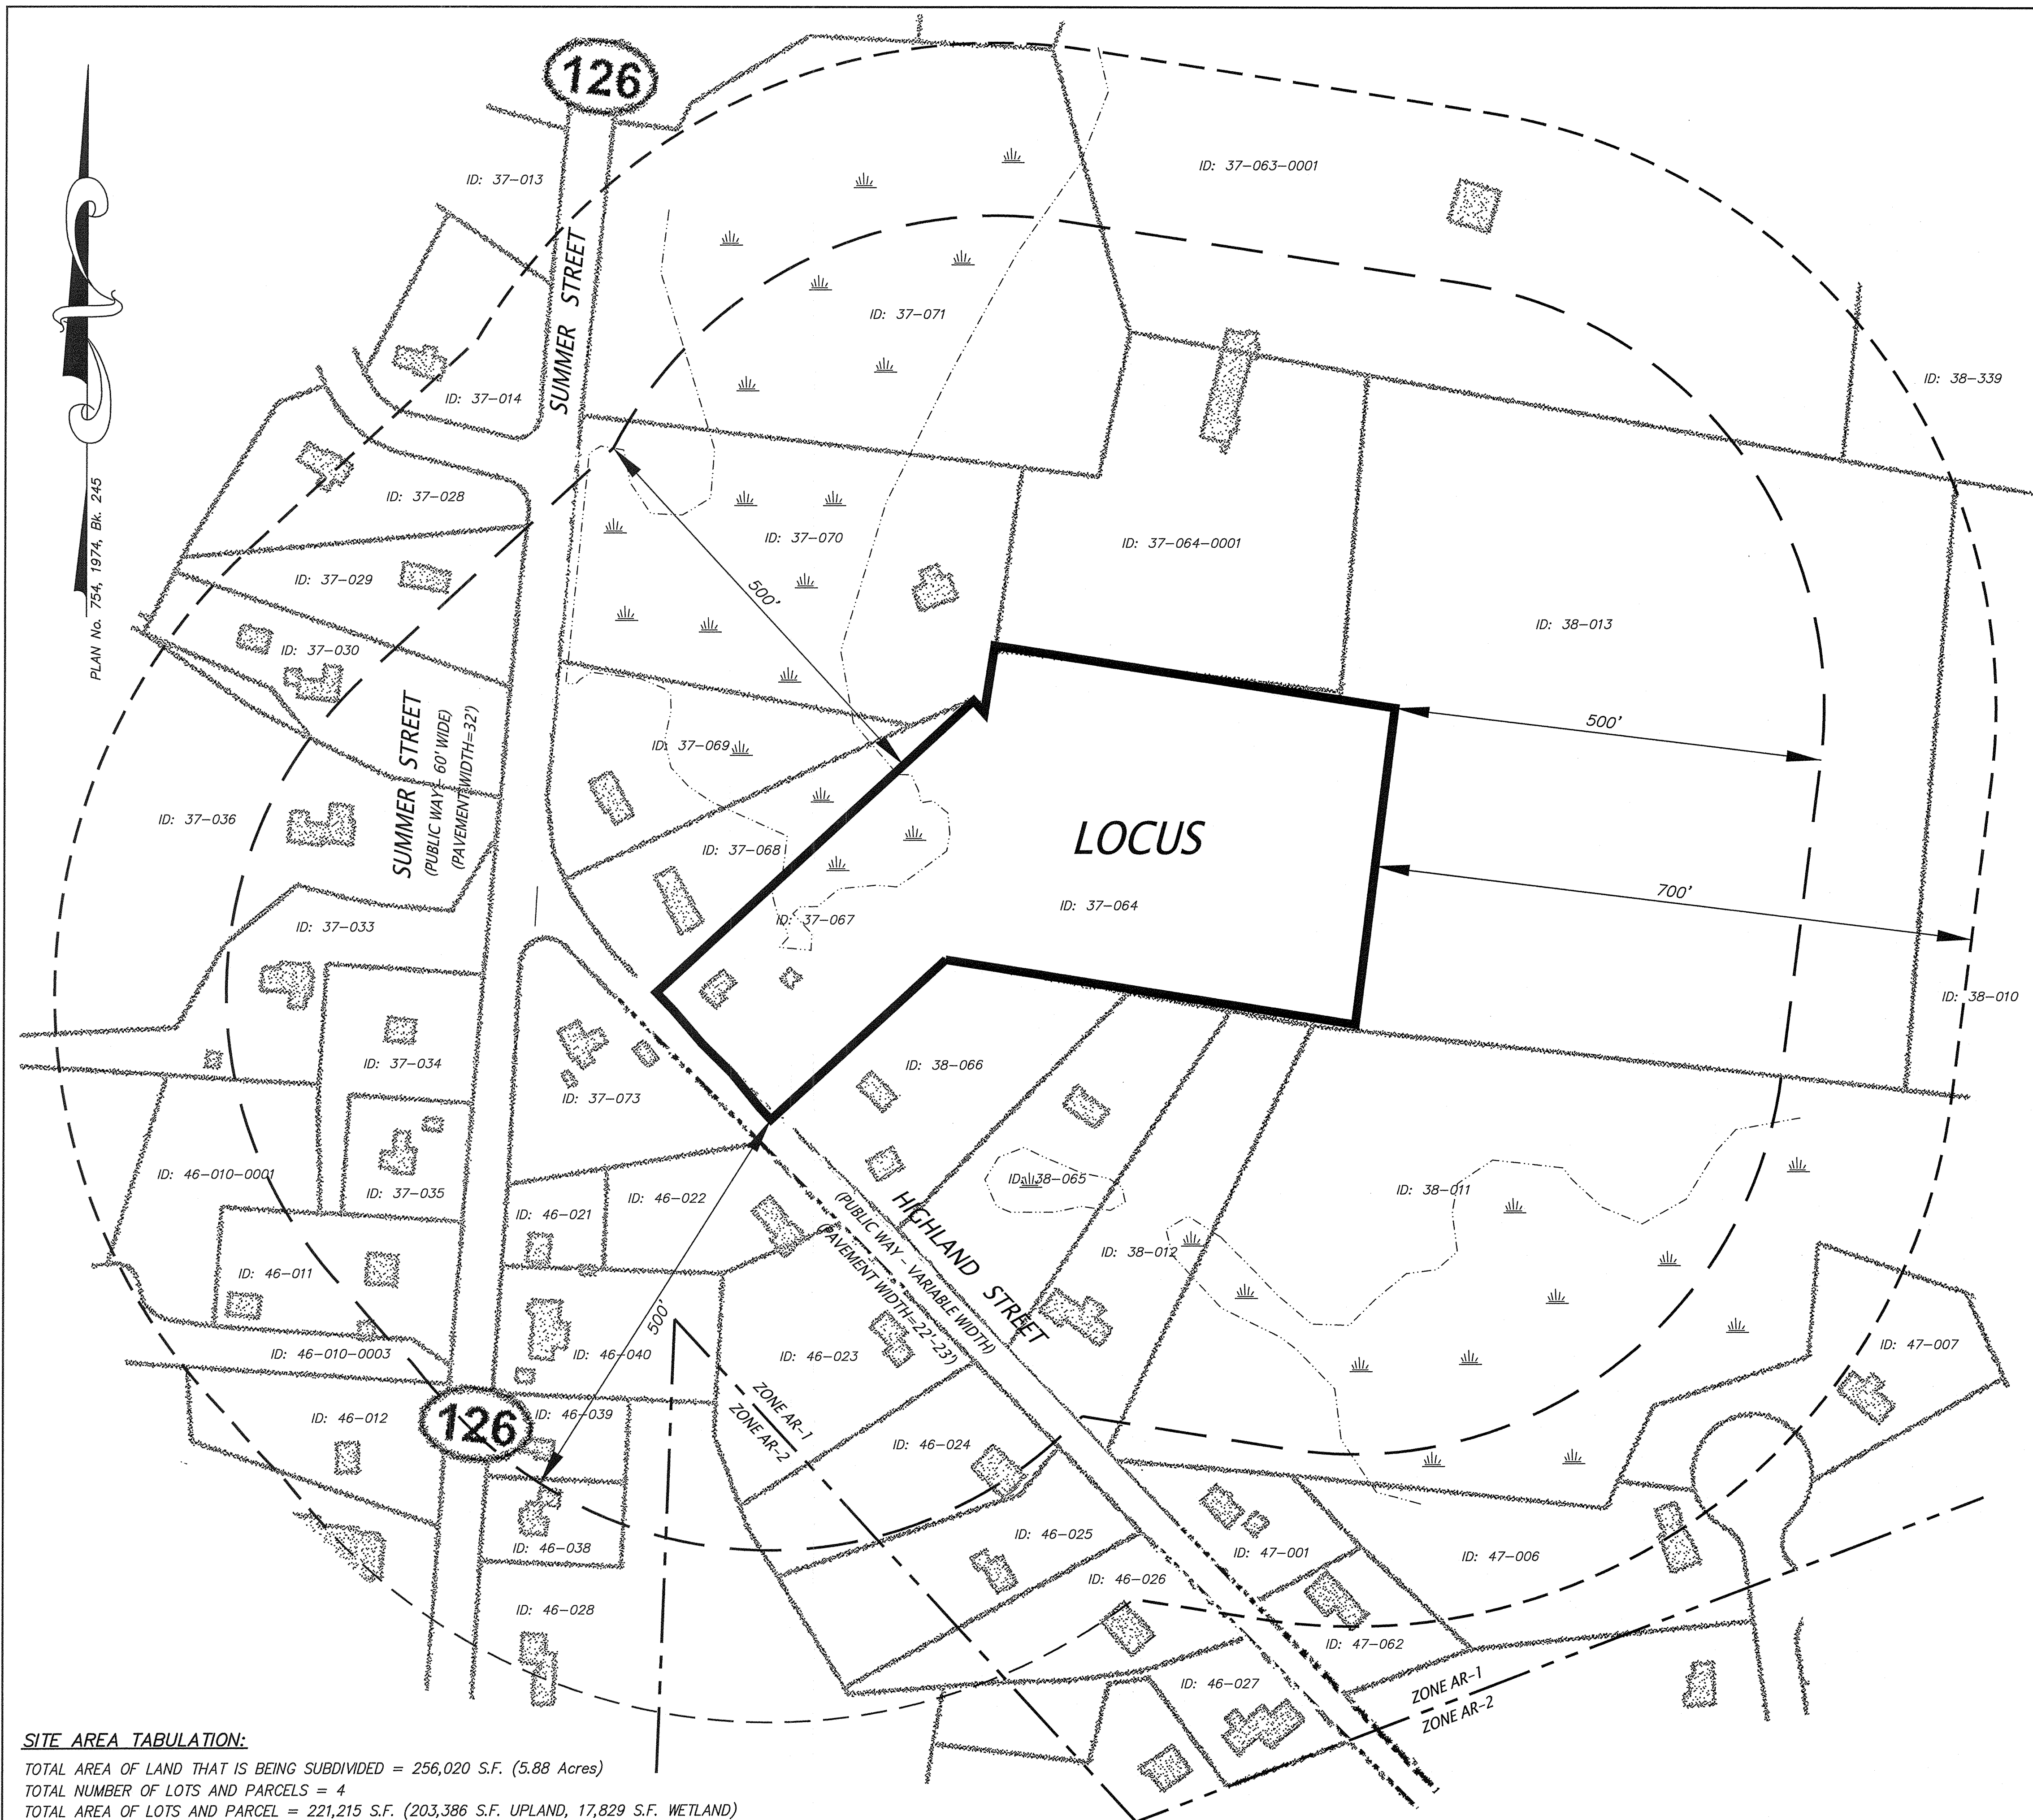 126
ID: 37-013
ID: 37-063-0001
SUMMER STREET
ID: 37-071
ID: 38-339
ID: 37-014
PLAN No. 754, 1974, Bk. 245
ID: 37-028
ID: 37-070
ID: 37-064-0001
ID: 37-029
500'
ID: 38-013
ID: 37-030
SUMMER STREET
(PUBLIC WAY - 60' WIDE)
(PAVEMENT WIDTH=32')
ID: 37-069
500'
ID: 37-036
LOCUS
ID: 37-068
700'
ID: 37-064
ID: 37-067
ID: 37-033
ID: 38-010
ID: 37-034
ID: 38-066
ID: 37-073
ID: 46-010-0001
ID: 38-065
ID: 37-035
ID: 46-022
ID: 38-011
ID: 46-021
HIGHLAND STREET
(PUBLIC WAY - VARIABLE WIDTH)
(PAVEMENT WIDTH=22'-23')
ID: 38-012
ID: 46-011
500'
ID: 47-007
ID: 46-010-0003
ID: 46-040
ID: 46-023
ZONE AR-1
ZONE AR-2
ID: 46-012
126
ID: 46-039
ID: 46-024
ID: 46-025
ID: 46-038
ID: 47-001
ID: 47-006
ID: 46-026
ID: 46-028
ID: 47-062
ID: 46-027
ZONE AR-1
ZONE AR-2
SITE AREA TABULATION:
TOTAL AREA OF LAND THAT IS BEING SUBDIVIDED = 256,020 S.F. (5.88 Acres)
TOTAL NUMBER OF LOTS AND PARCELS = 4
TOTAL AREA OF LOTS AND PARCEL = 221,215 S.F. (203,386 S.F. UPLAND, 17,829 S.F. WETLAND)